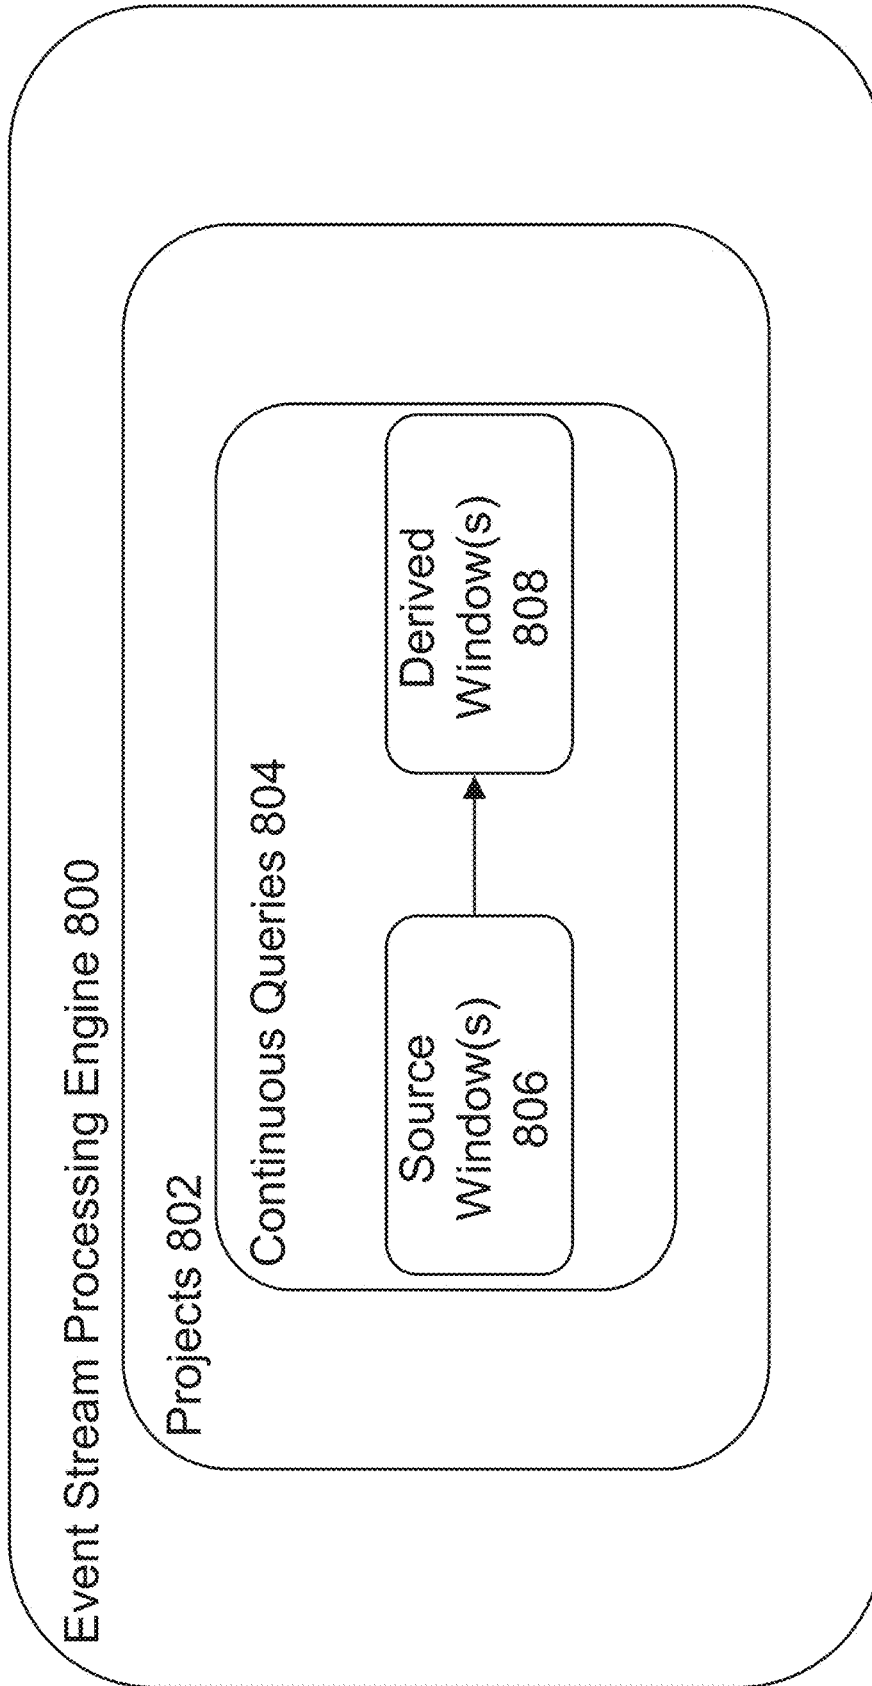 Event Stream Processing Engine 800
Projects 802
Continuous Queries 804
Source
Window(s)
806
Derived
Window(s)
808